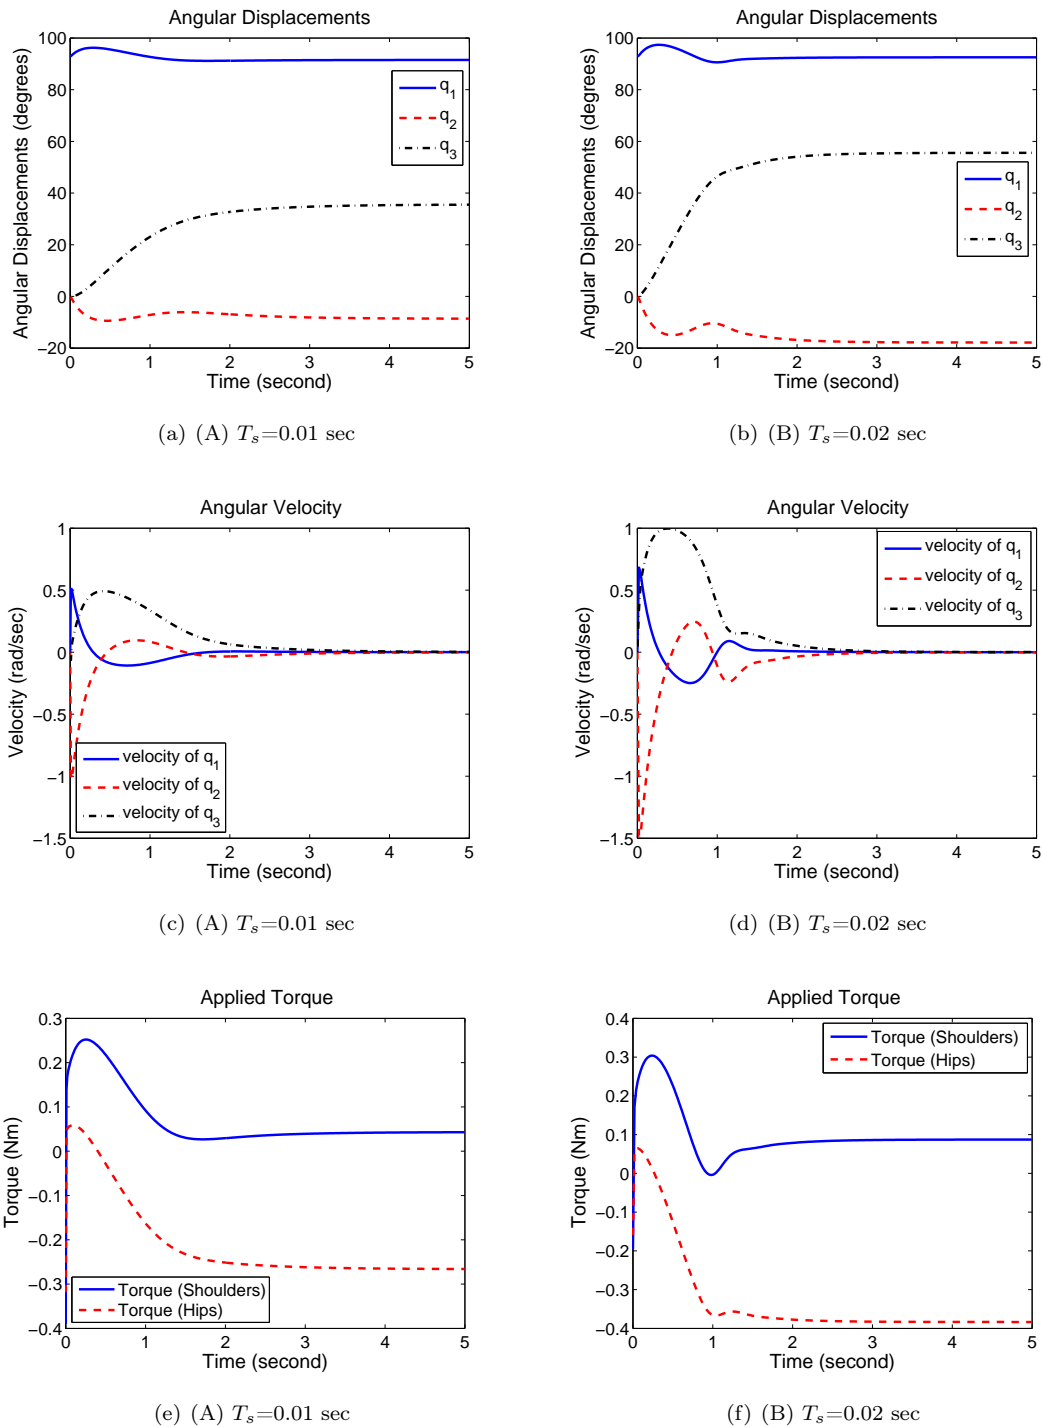 Angular Displacements
Angular Displacements (degrees)
100
80
60
40
20
0
−20
0 1 2 3 4 5
Time (second)
q1
q2
q3
(a) (A) Ts=0.01 sec
Angular Displacements
Angular Displacements (degrees)
100
80
60
40
20
0
−20
0 1 2 3 4 5
Time (second)
q1
q2
q3
(b) (B) Ts=0.02 sec
Angular Velocity
Velocity (rad/sec)
1
0.5
0
−0.5
−1
−1.5
0 1 2 3 4 5
Time (second)
velocity of q1
velocity of q2
velocity of q3
(c) (A) Ts=0.01 sec
Angular Velocity
Velocity (rad/sec)
1
0.5
0
−0.5
−1
−1.5
0 1 2 3 4 5
Time (second)
velocity of q1
velocity of q2
velocity of q3
(d) (B) Ts=0.02 sec
Applied Torque
Torque (Nm)
0.3
0.2
0.1
0
−0.1
−0.2
−0.3
−0.4
0 1 2 3 4 5
Time (second)
Torque (Shoulders)
Torque (Hips)
(e) (A) Ts=0.01 sec
Applied Torque
Torque (Nm)
0.4
0.3
0.2
0.1
0
−0.1
−0.2
−0.3
−0.4
0 1 2 3 4 5
Time (second)
Torque (Shoulders)
Torque (Hips)
(f) (B) Ts=0.02 sec